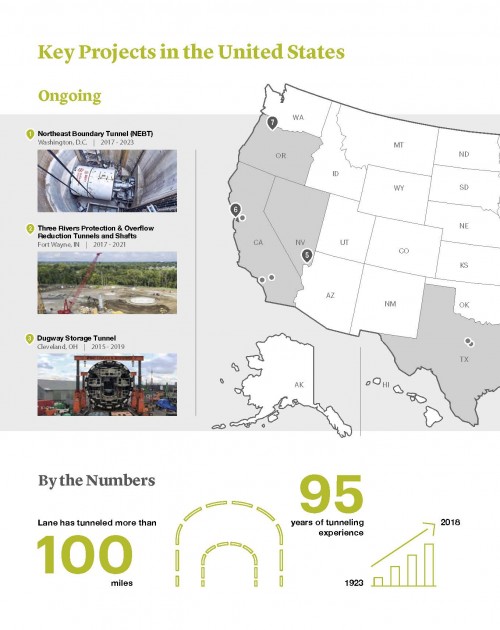 Key Projects in the United States
Ongoing
1
Northeast Boundary Tunnel (NEBT)
Washington, D.C. | 2017 - 2023
2
Three Rivers Protection & Overflow
Reduction Tunnels and Shafts
Fort Wayne, IN | 2017 - 2021
3
Dugway Storage Tunnel
Cleveland, OH | 2015 - 2019
7
WA
OR
MT
ND
ID
SD
WY
6
NE
CA
NV
5
UT
CO
KS
AZ
NM
OK
TX
AK
HI
By the Numbers
Lane has tunneled more than
100
miles
95
years of tunneling
experience
1923
2018